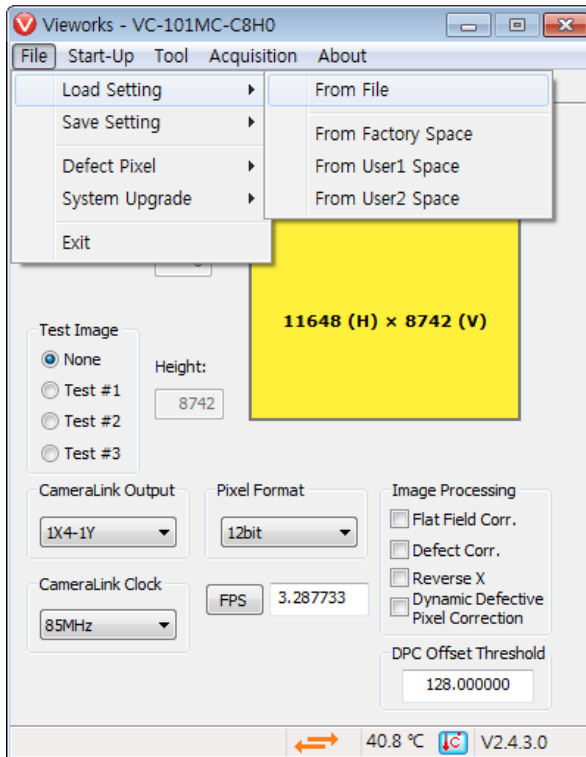 Vieworks - VC-101MC-C8H0
File Start-Up Tool Acquisition About
Load Setting
Save Setting
Defect Pixel
System Upgrade
Exit
From File
From Factory Space
From User1 Space
From User2 Space
11648 (H) × 8742 (V)
Test Image
None
Test #1
Test #2
Test #3
Height:
8742
CameraLink Output
1X4-1Y
Pixel Format
12bit
CameraLink Clock
85MHz
FPS 3.287733
Image Processing
Flat Field Corr.
Defect Corr.
Reverse X
Dynamic Defective
Pixel Correction
DPC Offset Threshold
128.000000
40.8 ℃ C V2.4.3.0